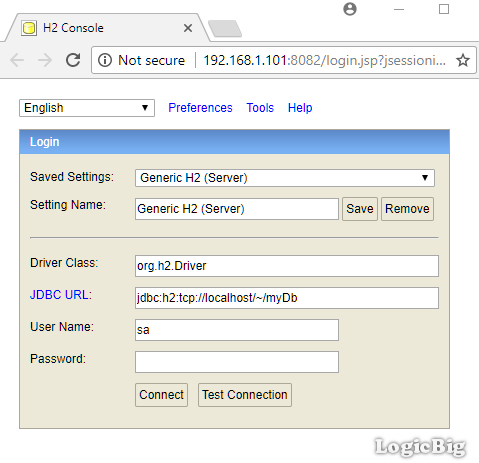 H2 Console
Not secure 192.168.1.101:8082/login.jsp?jsessioni...
English Preferences Tools Help
Login
Saved Settings: Generic H2 (Server)
Setting Name: Generic H2 (Server) Save Remove
Driver Class: org.h2.Driver
JDBC URL: jdbc:h2:tcp://localhost/~/myDb
User Name: sa
Password:
Connect Test Connection
LogicBig